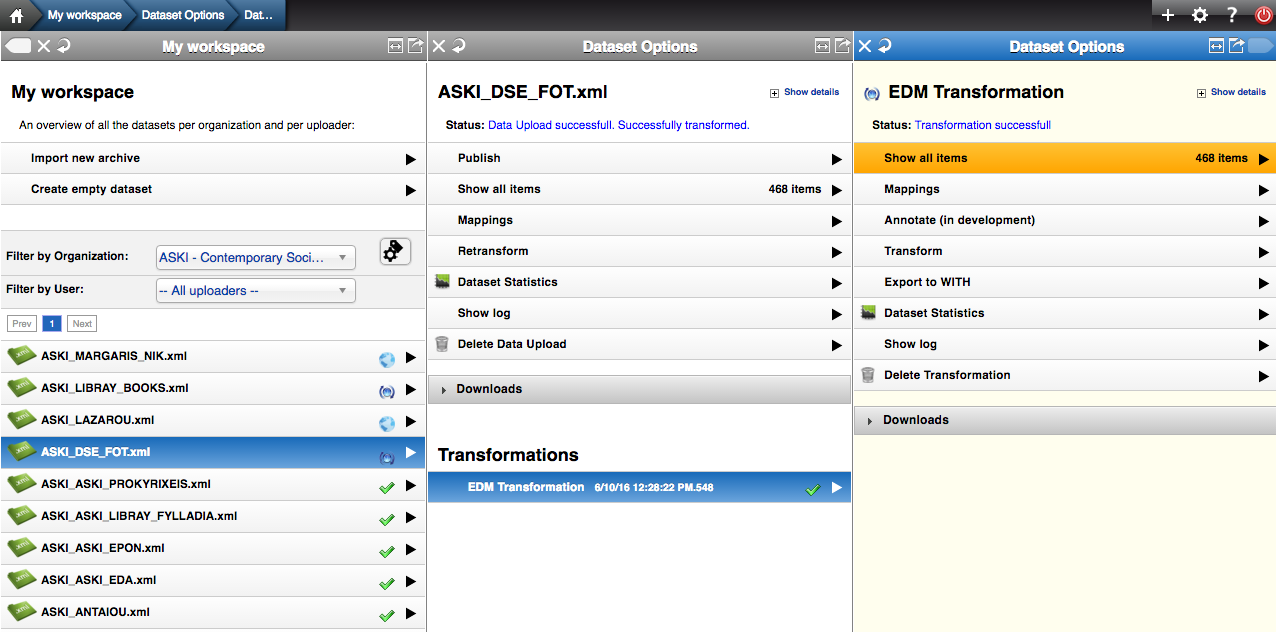 My workspace
Dataset Options
Dat...
+
?
My workspace
My workspace
An overview of all the datasets per organization and per uploader:
Import new archive
Create empty dataset
Filter by Organization:
ASKI - Contemporary Soci...
Filter by User:
-- All uploaders --
Prev
1
Next
ASKI_MARGARIS_NIK.xml
ASKI_LIBRAY_BOOKS.xml
ASKI_LAZAROU.xml
ASKI_DSE_FOT.xml
ASKI_ASKI_PROKYRIXEIS.xml
ASKI_ASKI_LIBRAY_FYLLADIA.xml
ASKI_ASKI_EPON.xml
ASKI_ASKI_EDA.xml
ASKI_ANTAIOU.xml
Dataset Options
ASKI_DSE_FOT.xml
Show details
Status: Data Upload successfull. Successfully transformed.
Publish
Show all items 468 items
Mappings
Retransform
Dataset Statistics
Show log
Delete Data Upload
Downloads
Transformations
EDM Transformation 6/10/16 12:28:22 PM.548
Dataset Options
EDM Transformation
Show details
Status: Transformation successfull
Show all items 468 items
Mappings
Annotate (in development)
Transform
Export to WITH
Dataset Statistics
Show log
Delete Transformation
Downloads